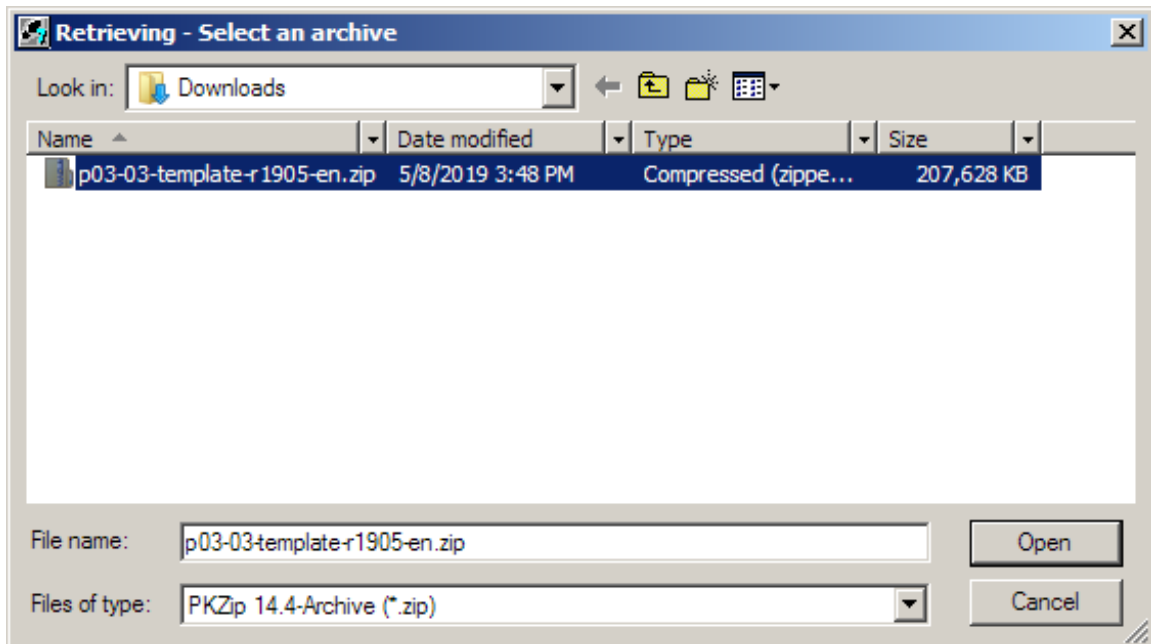 Retrieving - Select an archive
Look in: Downloads
Name Date modified Type Size
p03-03-template-r1905-en.zip 5/8/2019 3:48 PM Compressed (zippe... 207,628 KB
File name: p03-03-template-r1905-en.zip Open
Files of type: PKZip 14.4-Archive (*.zip) Cancel